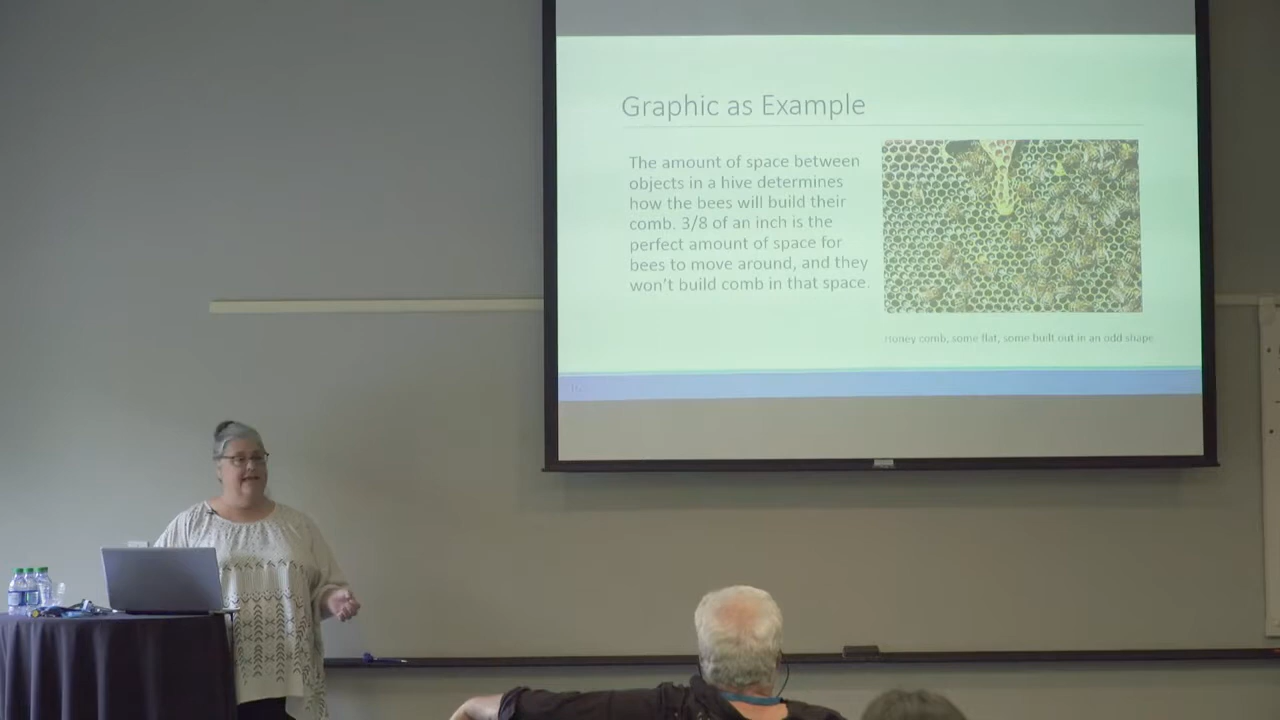 Graphic as Example
The amount of space between
objects in a hive determines
how the bees will build their
comb. 3/8 of an inch is the
perfect amount of space for
bees to move around, and they
won't build comb in that space.
Honey comb, some flat, some built out in an odd shape